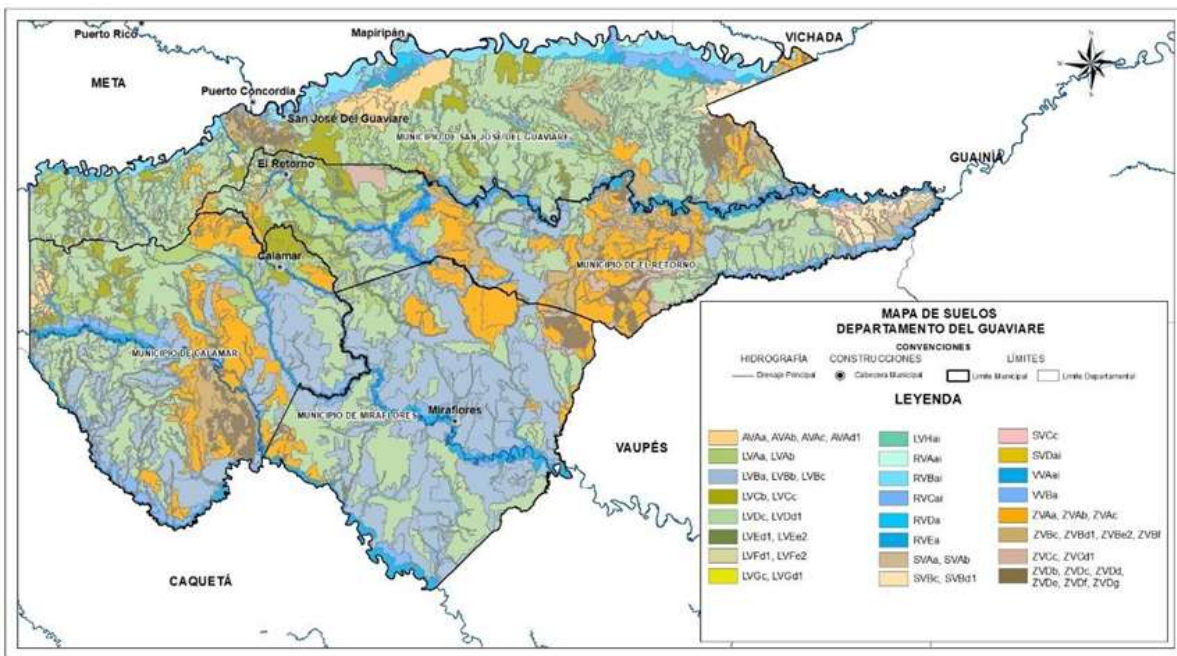 Puerto Rico
Mapiripán
VICHADA
META
Puerto Concordia
San José Del Guaviare
MUNICIPIO DE SAN JOSÉ DEL GUAVIARE
El Retorno
GUAINÍA
Calamar
MUNICIPIO DE EL RETORNO
MUNICIPIO DE CALAMAR
MUNICIPIO DE MIRAFLORES
Miraflores
VAUPÉS
CAQUETÁ
MAPA DE SUELOS
DEPARTAMENTO DEL GUAVIARE
CONVENCIONES
HIDROGRAFÍA CONSTRUCCIONES LÍMITES
Drenaje Principal Cabecera Municipal Límite Municipal Límite Departamental
LEYENDA
AVAa, AVAb, AVAc, AVAd1
LVAa, LVAb
LVBa, LVBb, LVBc
LVCb, LVCc
LVDc, LVDd1
LVEd1, LVEe2
LVFd1, LVFe2
LVGc, LVGd1
LVHai
RVAai
RVBai
RVCai
RVDa
RVEa
SVAa, SVAb
SVBc, SVBd1
SVCc
SVDai
VVAai
VVBa
ZVAa, ZVAb, ZVAc
ZVBc, ZVBd1, ZVBe2, ZVBf
ZVCc, ZVCd1
ZVDb, ZVDc, ZVDd,
ZVDe, ZVDf, ZVDg